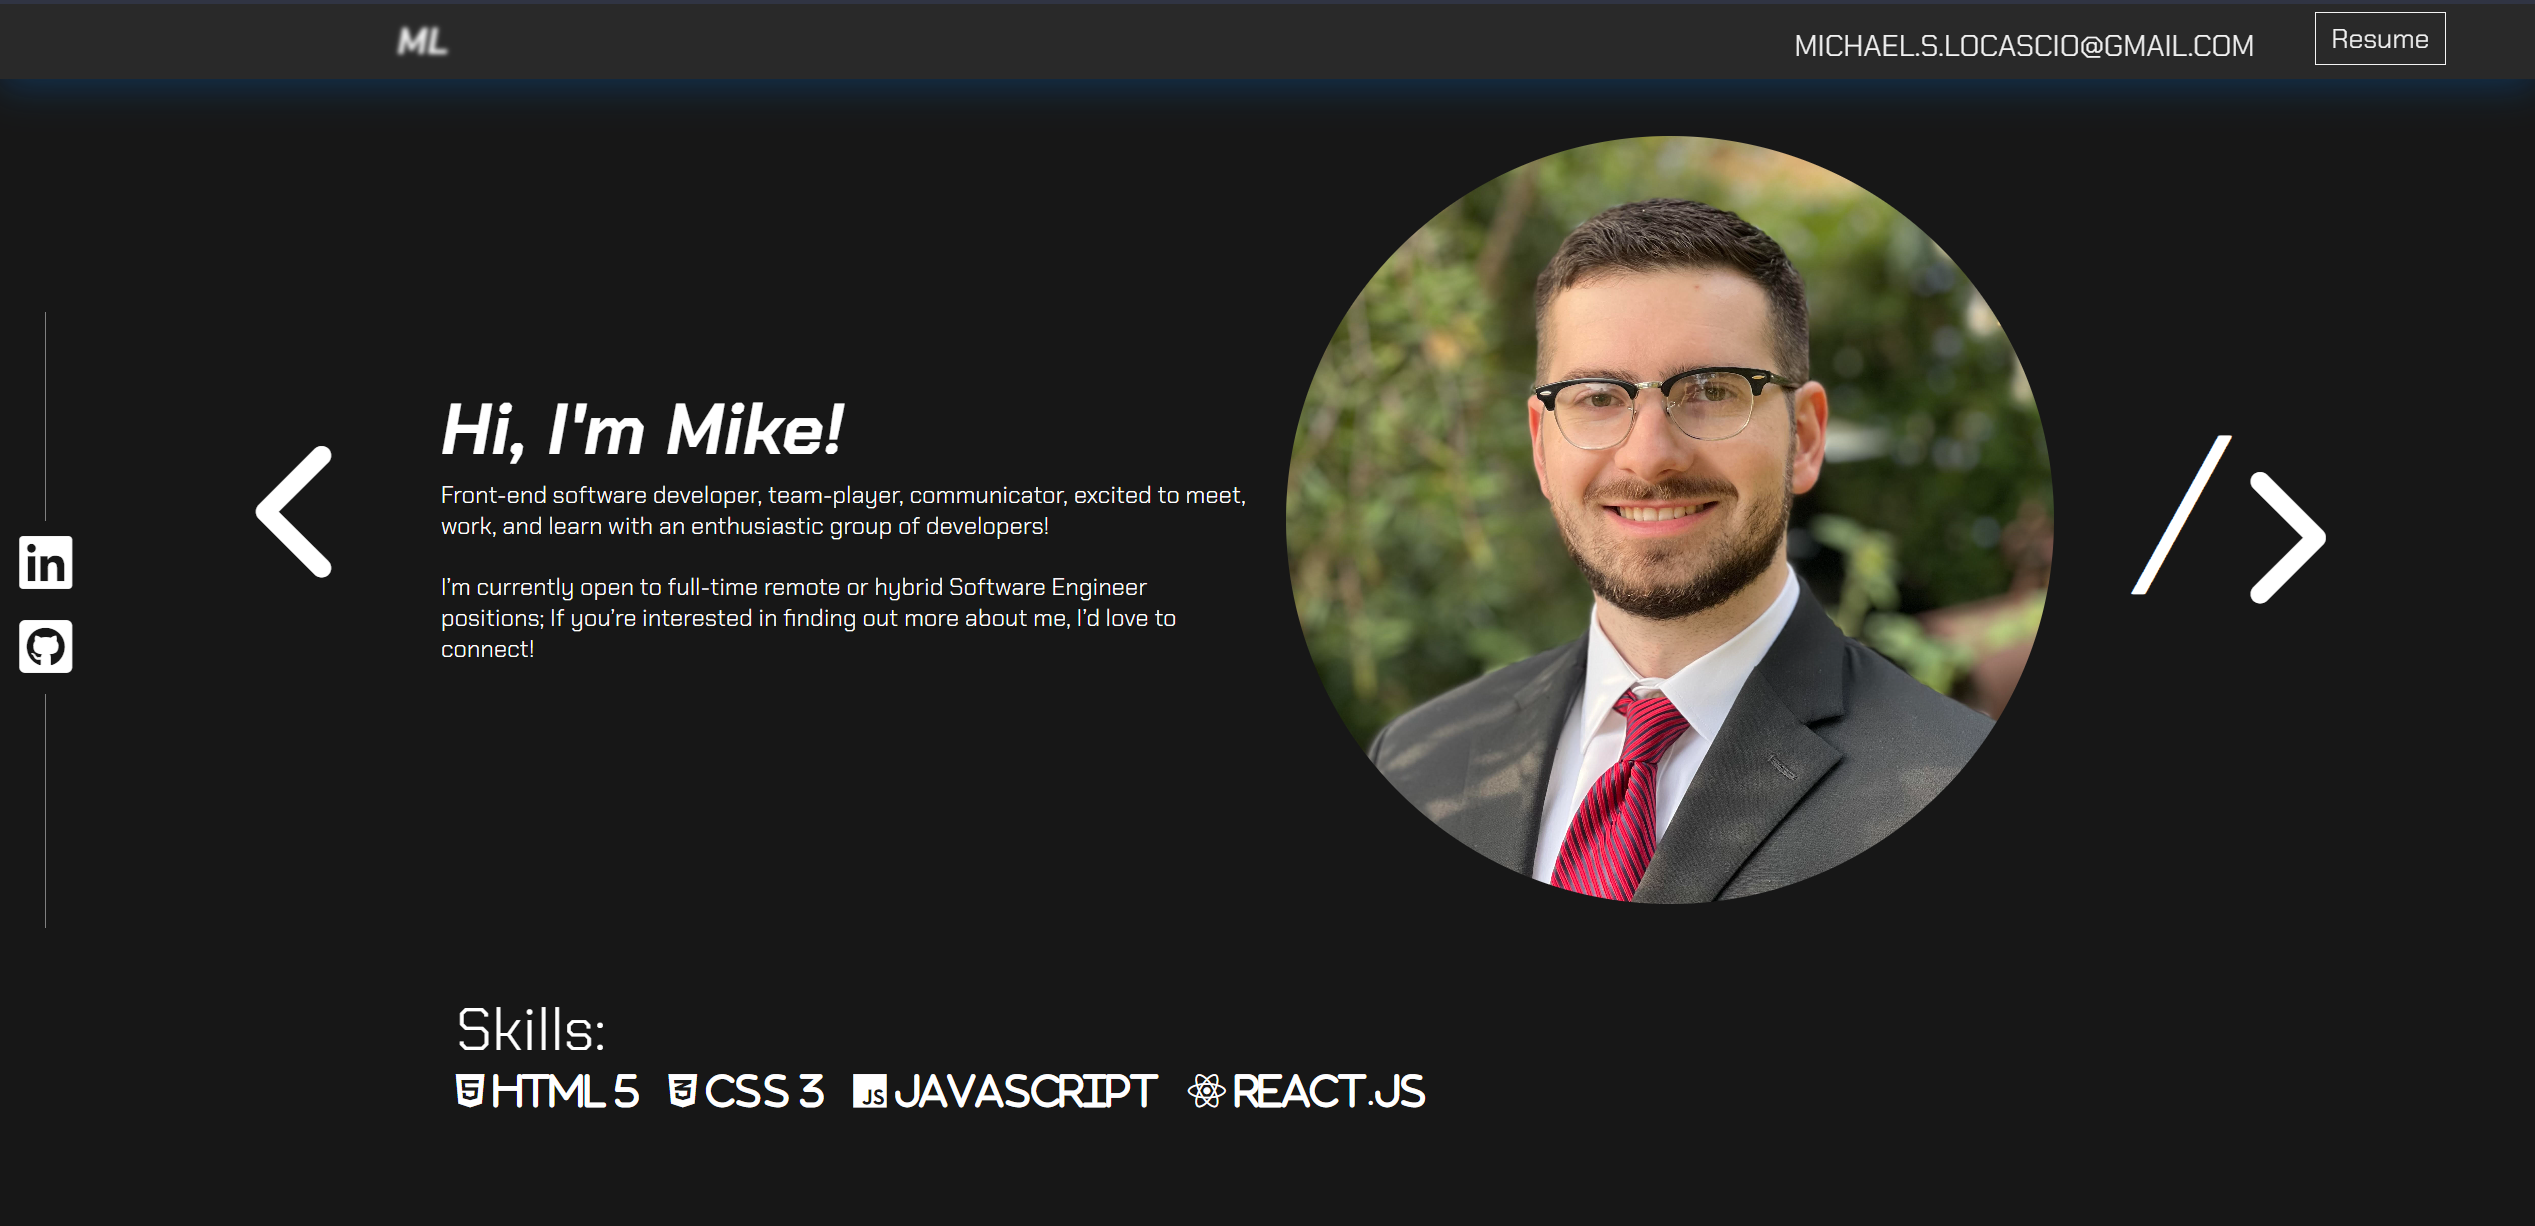 ML
MICHAEL.S.LOCASCIO@GMAIL.COM
Resume
Hi, I'm Mike!
Front-end software developer, team-player, communicator, excited to meet,
work, and learn with an enthusiastic group of developers!
I’m currently open to full-time remote or hybrid Software Engineer
positions; If you’re interested in finding out more about me, I’d love to
connect!
in
< />
Skills:
5 HTML 5 3 CSS 3 JS JAVASCRIPT REACT.JS